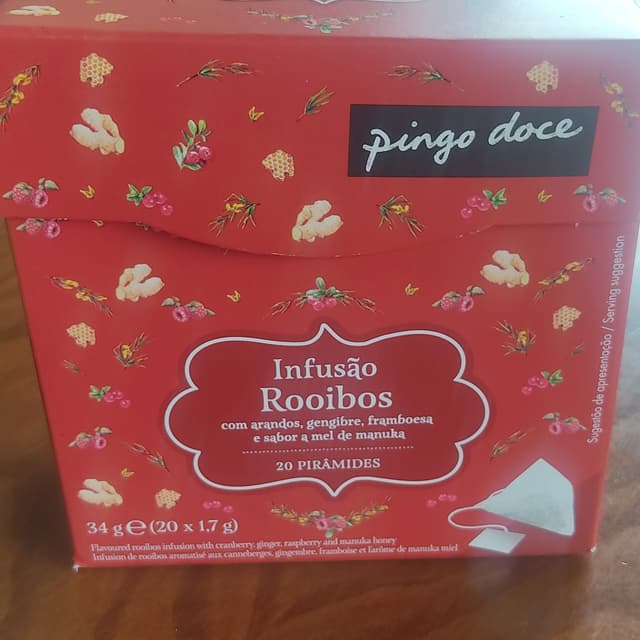 pingo doce
Infusão
Rooibos
com arandos, gengibre, framboesa
e sabor a mel de manuka
20 PIRÂMIDES
34 g ℮ (20 x 1,7 g)
Flavoured rooibos infusion with cranberry, ginger, raspberry and manuka honey
Infusion de rooibos aromatisé aux canneberges, gingembre, framboise et l'arôme de manuka miel
Sugestão de apresentação / Serving suggestion